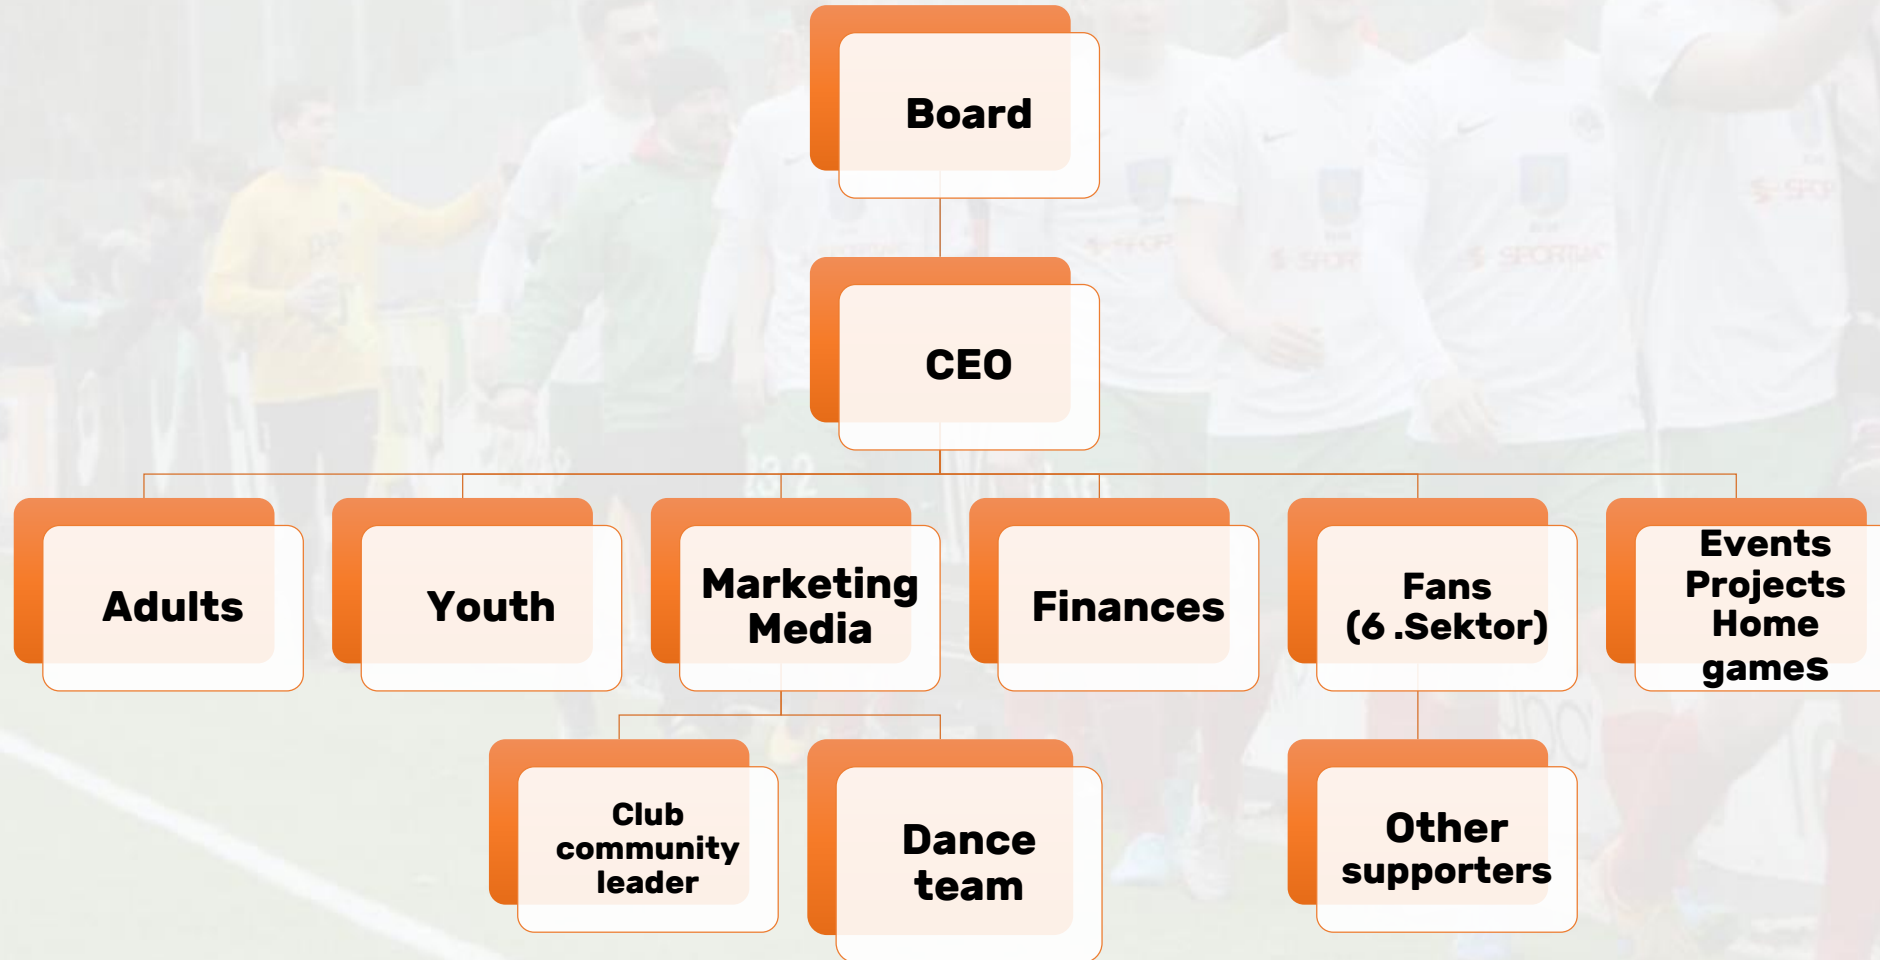 Board
CEO
Adults
Youth
Marketing
Media
Finances
Fans
(6 .Sektor)
Events
Projects
Home
games
Club
community
leader
Dance
team
Other
supporters